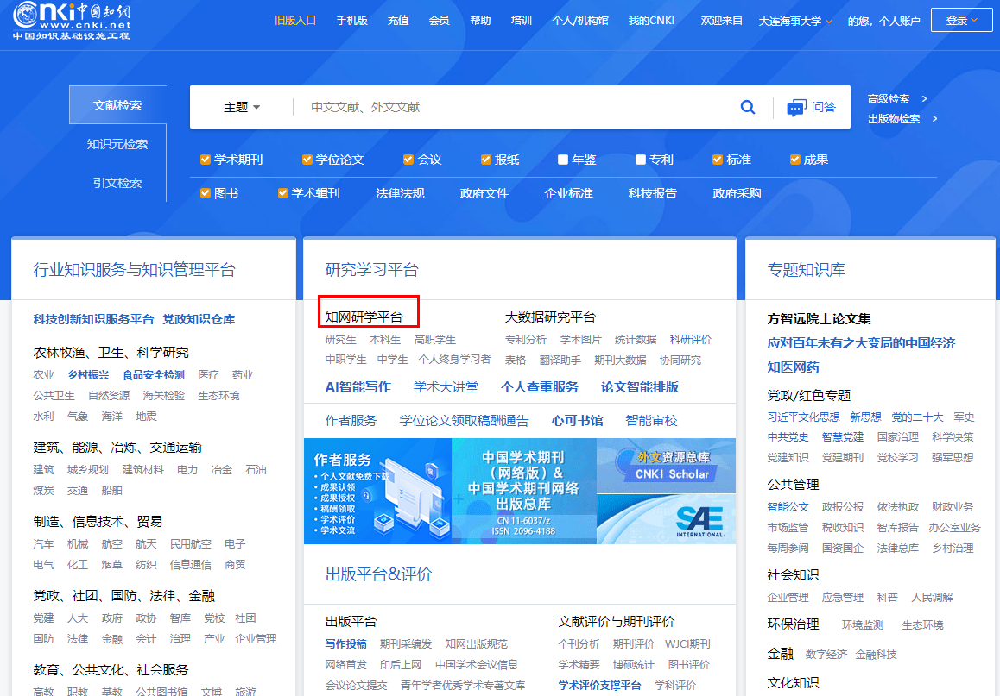 cnki中国知网
www.cnki.net
中国知识基础设施工程
旧版入口 手机版 充值 会员 帮助 培训 个人/机构馆 我的CNKI 欢迎来自 大连海事大学 的您，个人账户 登录
文献检索
知识元检索
引文检索
主题 中文文献、外文文献 问答
高级检索 >
出版物检索 >
学术期刊 学位论文 会议 报纸 年鉴 专利 标准 成果
图书 学术辑刊 法律法规 政府文件 企业标准 科技报告 政府采购
行业知识服务与知识管理平台
科技创新知识服务平台 党政知识仓库
农林牧渔、卫生、科学研究
农业 乡村振兴 食品安全检测 医疗 药业
公共卫生 自然资源 海关检验 生态环境
水利 气象 海洋 地震
建筑、能源、冶炼、交通运输
建筑 城乡规划 建筑材料 电力 冶金 石油
煤炭 交通 船舶
制造、信息技术、贸易
汽车 机械 航空 航天 民用航空 电子
电气 化工 烟草 纺织 信息通信 商贸
党政、社团、国防、法律、金融
党建 人大 政府 政协 智库 党校 社团
国防 法律 金融 会计 治理 产业 企业管理
教育、公共文化、社会服务
高教 职教 基教 公共图书馆 文博 旅游
研究学习平台
知网研学平台
研究生 本科生 高职学生
中职学生 中学生 个人终身学习者
大数据研究平台
专利分析 学术图片 统计数据 科研评价
表格 翻译助手 期刊大数据 协同研究
AI智能写作 学术大讲堂 个人查重服务 论文智能排版
作者服务 学位论文领取稿酬通告 心可书馆 智能审校
作者服务
• 个人文献免费下载
• 成果认领
• 成果授权
• 稿酬领取
• 学术评价
• 学术交流
中国学术期刊
（网络版）&
中国学术期刊网络
出版总库
CN 11-6037/z
ISSN 2096-4188
外文资源总库
CNKI Scholar
SAE
INTERNATIONAL
出版平台&评价
出版平台
写作投稿 期刊采编发 知网出版规范
网络首发 印后上网 中国学术会议信息
会议论文提交 青年学者优秀学术专著文库
文献评价与期刊评价
个刊分析 期刊评价 WJCI期刊
学术精要 博硕统计 图书评价
学术评价支撑平台 学科评价
专题知识库
方智远院士论文集
应对百年未有之大变局的中国经济
知医网药
党政/红色专题
习近平文化思想 新思想 党的二十大 军史
中共党史 智慧党建 国家治理 科学决策
党建知识 党建期刊 党校学习 强军思想
公共管理
智能公文 政报公报 依法执政 财政业务
市场监管 税收知识 智库报告 办公室业务
每周参阅 国资国企 法律总库 乡村治理
社会知识
企业管理 应急管理 科普 人民调解
环保治理 环境监测 生态环境
金融 数字经济 金融科技
文化知识